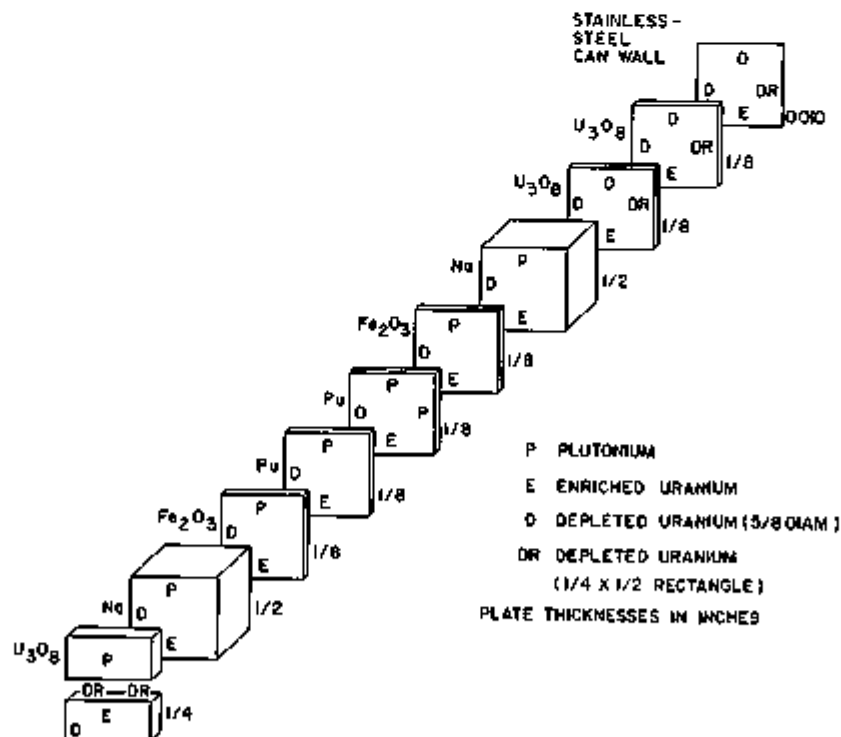 STAINLESS-
STEEL
CAN WALL
D
D DR
E
0.010
U3O8
D
D DR
E
1/8
U3O8
D
D DR
E
1/8
Na
P
D
E
1/2
Fe2O3
P
D
E
1/8
Pu
P
D P
E
1/8
Pu
P
D
E
1/8
Fe2O3
P
D
E
1/8
Na
P
D
E
1/2
U3O8
P
DR DR
E
D
1/4
P PLUTONIUM
E ENRICHED URANIUM
D DEPLETED URANIUM (5/8 DIAM)
DR DEPLETED URANIUM
(1/4 X 1/2 RECTANGLE)
PLATE THICKNESSES IN INCHES